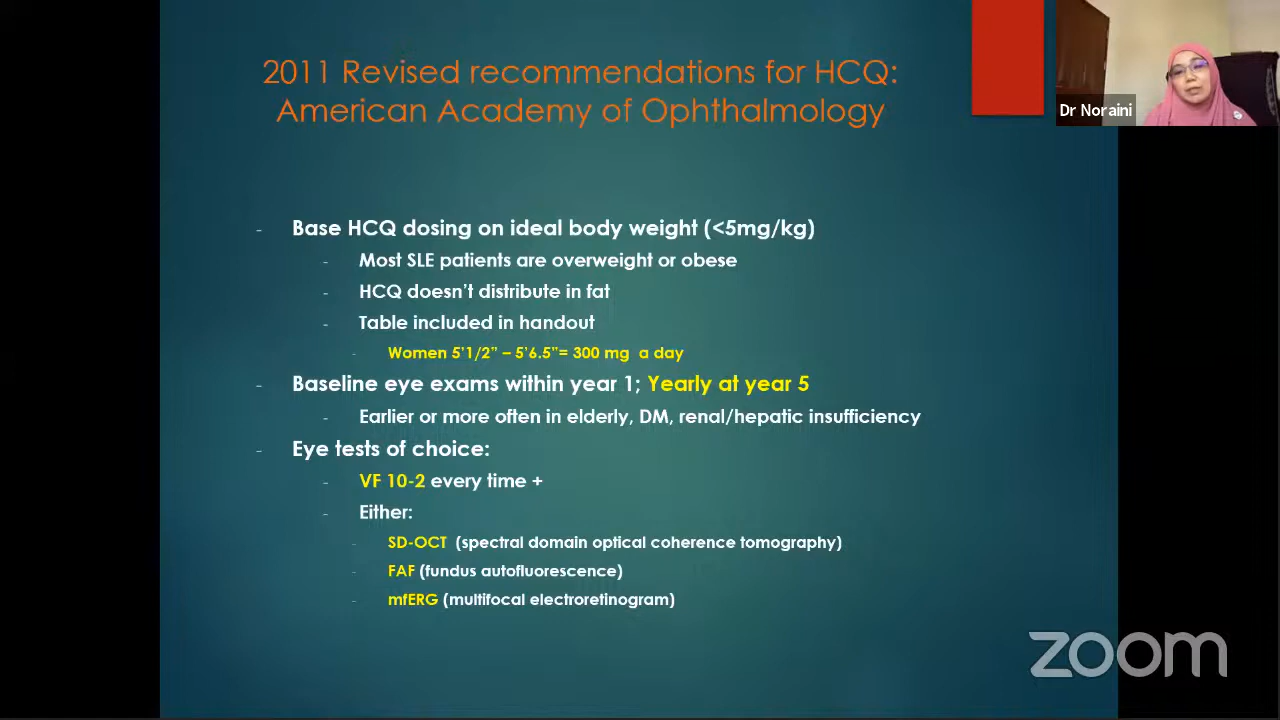 2011 Revised recommendations for HCQ:
American Academy of Ophthalmology
Dr Noraini
- Base HCQ dosing on ideal body weight (<5mg/kg)
- Most SLE patients are overweight or obese
- HCQ doesn't distribute in fat
- Table included in handout
- Women 5'1/2” – 5'6.5”= 300 mg a day
- Baseline eye exams within year 1; Yearly at year 5
- Earlier or more often in elderly, DM, renal/hepatic insufficiency
- Eye tests of choice:
- VF 10-2 every time +
- Either:
- SD-OCT (spectral domain optical coherence tomography)
- FAF (fundus autofluorescence)
- mfERG (multifocal electroretinogram)
zoom